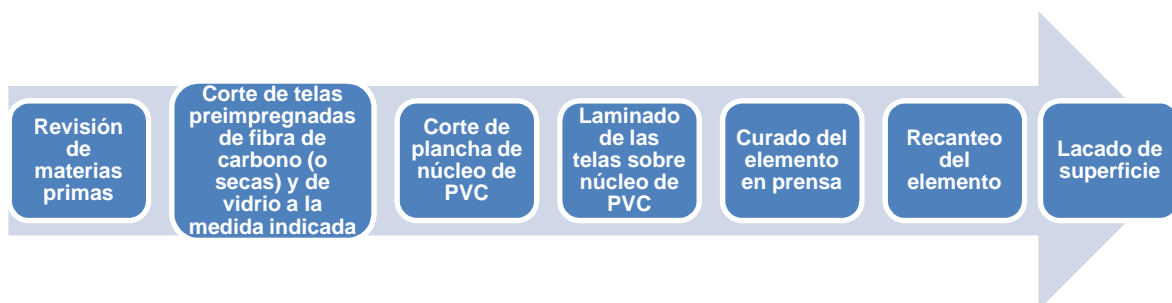 Revisión
de
materias
primas
Corte de telas
preimpregnadas
de fibra de
carbono (o
secas) y de
vidrio a la
medida indicada
Corte de
plancha de
núcleo de
PVC
Laminado
de las
telas sobre
núcleo de
PVC
Curado del
elemento
en prensa
Recanteo
del
elemento
Lacado de
superficie